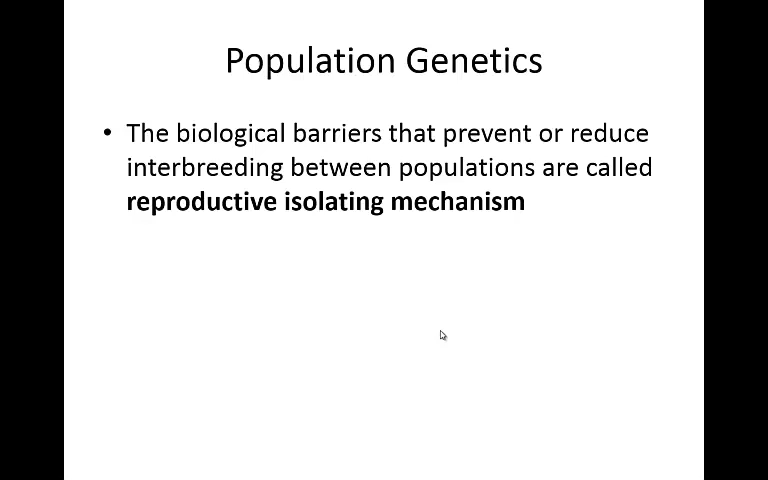 Population Genetics
• The biological barriers that prevent or reduce
interbreeding between populations are called
reproductive isolating mechanism